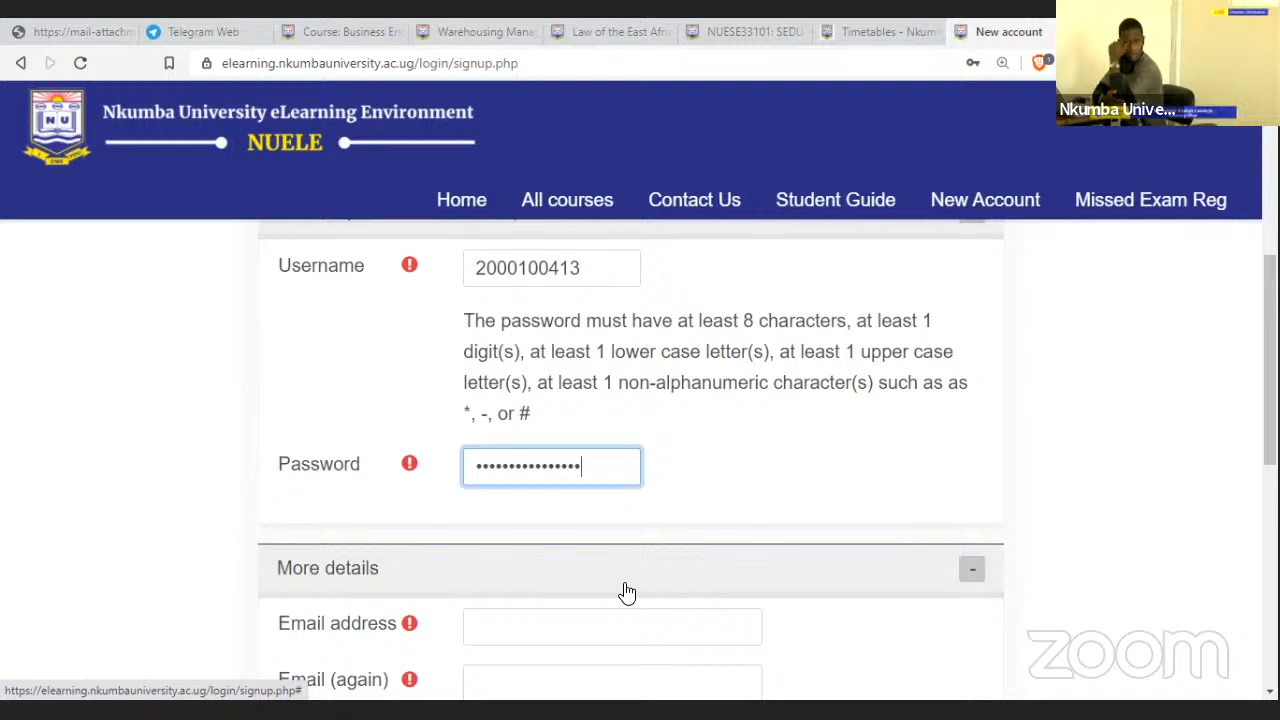 https://mail-attachm
Telegram Web
Course: Business En
Warehousing Mana
Law of the East Afri
NUESE33101: SEDU
Timetables - Nkum
New account
elearning.nkumbauniversity.ac.ug/login/signup.php
1
Nkumba Unive...
Nkumba University eLearning Environment
NUELE
NU
Home
All courses
Contact Us
Student Guide
New Account
Missed Exam Reg
Username
2000100413
The password must have at least 8 characters, at least 1
digit(s), at least 1 lower case letter(s), at least 1 upper case
letter(s), at least 1 non-alphanumeric character(s) such as as
*, -, or #
Password
••••••••••••••••
More details
-
Email address
Email (again)
https://elearning.nkumbauniversity.ac.ug/login/signup.php#
zoom